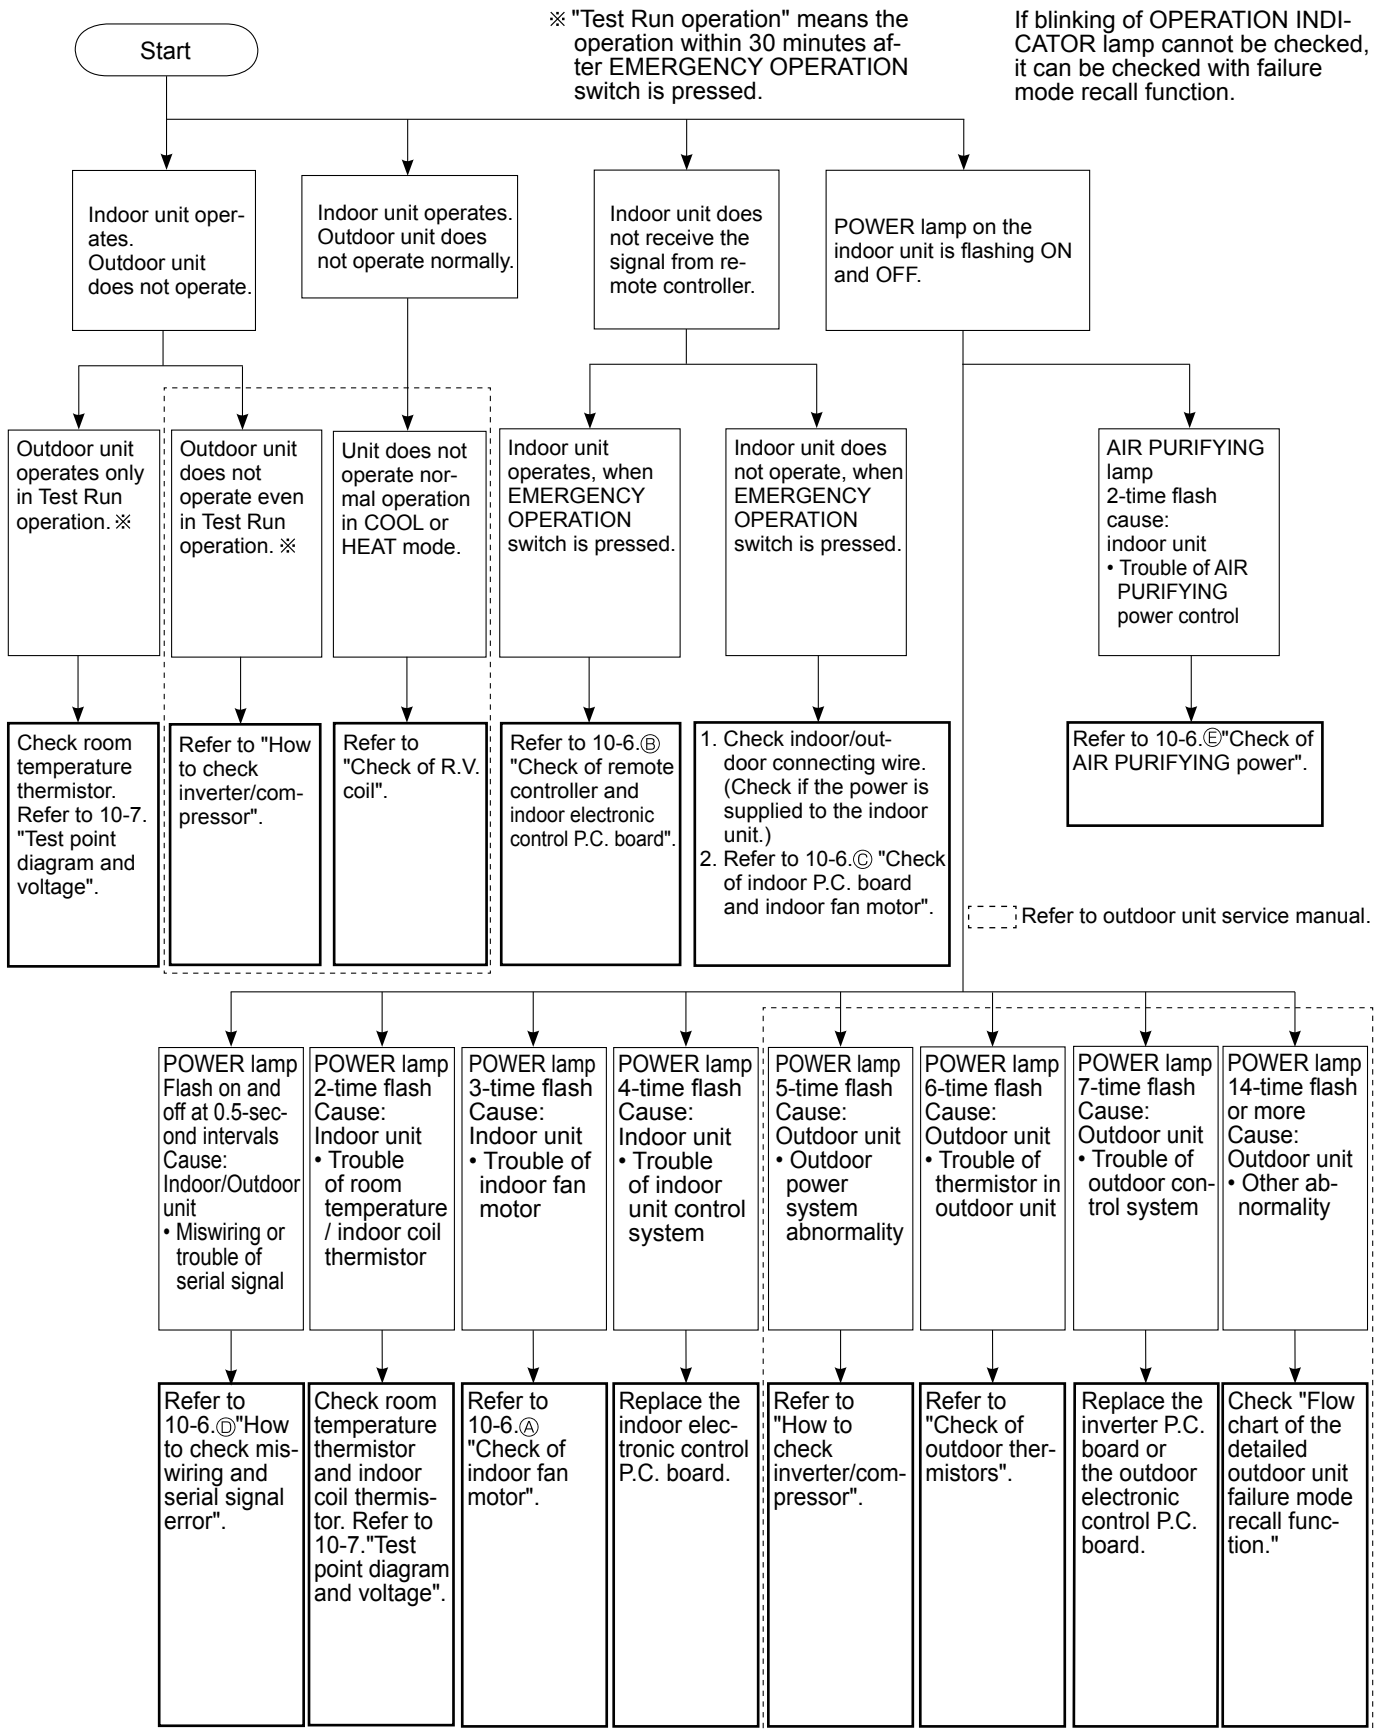 Start
※ "Test Run operation" means the
operation within 30 minutes af-
ter EMERGENCY OPERATION
switch is pressed.
If blinking of OPERATION INDI-
CATOR lamp cannot be checked,
it can be checked with failure
mode recall function.
Indoor unit oper-
ates.
Outdoor unit
does not operate.
Indoor unit operates.
Outdoor unit does
not operate normally.
Indoor unit does
not receive the
signal from re-
mote controller.
POWER lamp on the
indoor unit is flashing ON
and OFF.
Outdoor unit
operates only
in Test Run
operation. ※
Outdoor unit
does not
operate even
in Test Run
operation. ※
Unit does not
operate nor-
mal operation
in COOL or
HEAT mode.
Indoor unit
operates, when
EMERGENCY
OPERATION
switch is pressed.
Indoor unit does
not operate, when
EMERGENCY
OPERATION
switch is pressed.
AIR PURIFYING
lamp
2-time flash
cause:
indoor unit
• Trouble of AIR
PURIFYING
power control
Check room
temperature
thermistor.
Refer to 10-7.
"Test point
diagram and
voltage".
Refer to "How
to check
inverter/com-
pressor".
Refer to
"Check of R.V.
coil".
Refer to 10-6.Ⓑ
"Check of remote
controller and
indoor electronic
control P.C. board".
1. Check indoor/out-
door connecting wire.
(Check if the power is
supplied to the indoor
unit.)
2. Refer to 10-6.Ⓒ "Check
of indoor P.C. board
and indoor fan motor".
Refer to 10-6.Ⓔ"Check of
AIR PURIFYING power".
Refer to outdoor unit service manual.
POWER lamp
Flash on and
off at 0.5-sec-
ond intervals
Cause:
Indoor/Outdoor
unit
• Miswiring or
trouble of
serial signal
POWER lamp
2-time flash
Cause:
Indoor unit
• Trouble
of room
temperature
/ indoor coil
thermistor
POWER lamp
3-time flash
Cause:
Indoor unit
• Trouble of
indoor fan
motor
POWER lamp
4-time flash
Cause:
Indoor unit
• Trouble
of indoor
unit control
system
POWER lamp
5-time flash
Cause:
Outdoor unit
• Outdoor
power
system
abnormality
POWER lamp
6-time flash
Cause:
Outdoor unit
• Trouble of
thermistor in
outdoor unit
POWER lamp
7-time flash
Cause:
Outdoor unit
• Trouble of
outdoor con-
trol system
POWER lamp
14-time flash
or more
Cause:
Outdoor unit
• Other ab-
normality
Refer to
10-6.Ⓓ"How
to check mis-
wiring and
serial signal
error".
Check room
temperature
thermistor
and indoor
coil thermis-
tor. Refer to
10-7."Test
point diagram
and voltage".
Refer to
10-6.Ⓐ
"Check of
indoor fan
motor".
Replace the
indoor elec-
tronic control
P.C. board.
Refer to
"How to
check
inverter/com-
pressor".
Refer to
"Check of
outdoor ther-
mistors".
Replace the
inverter P.C.
board or
the outdoor
electronic
control P.C.
board.
Check "Flow
chart of the
detailed
outdoor unit
failure mode
recall func-
tion."